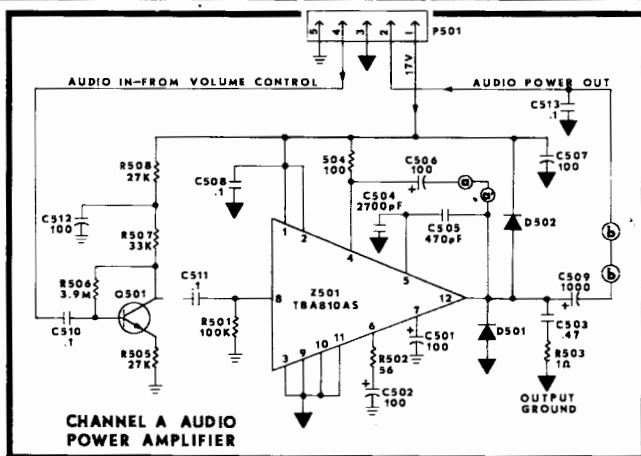 5 4 3 2 1
P501
17V
AUDIO IN—FROM VOLUME CONTROL
AUDIO POWER OUT
C513
.1
R508
27K
C508
.1
504
100
C506
100
+
a
a'
C507
100
C512
100
C504
2700pF
C505
470pF
D502
R507
33K
1
2
4
5
b
b
R506
3.9M
Q501
C511
.1
8
Z501
TBA810AS
12
C509
1000
+
C510
.1
R501
100K
7
6
+
C501
100
D501
C503
.47
R505
27K
3
9
10
11
R502
56
R503
1Ω
+
C502
100
OUTPUT
GROUND
CHANNEL A AUDIO
POWER AMPLIFIER